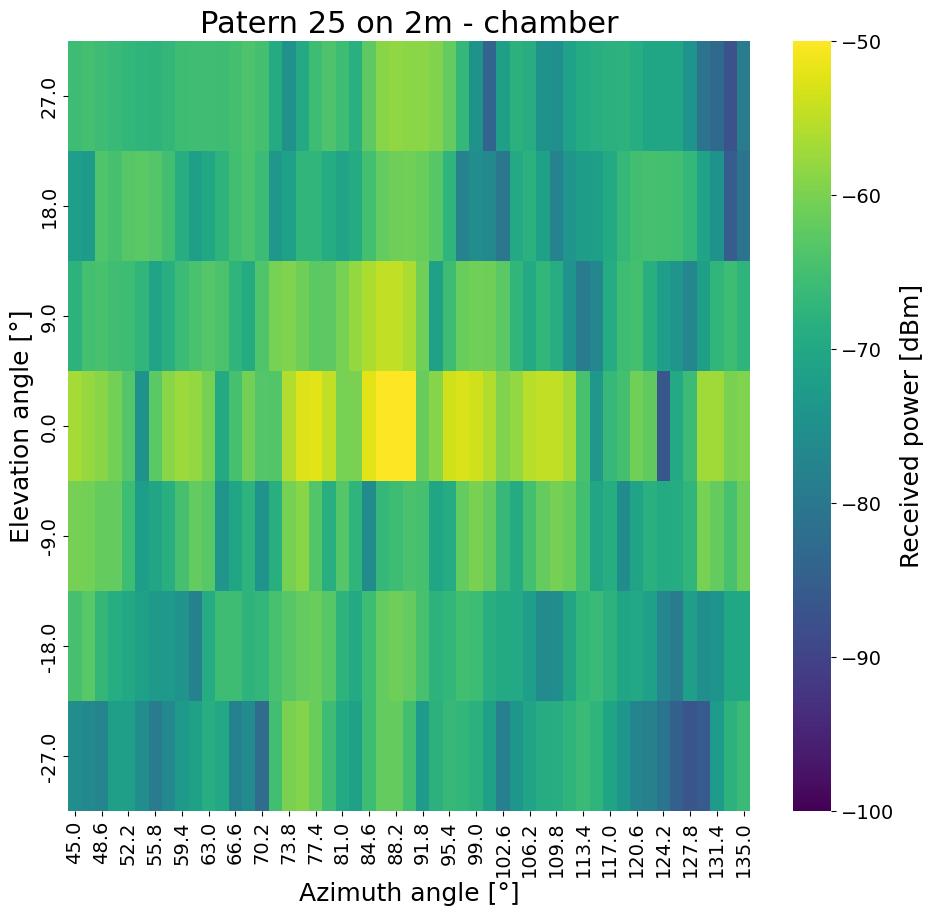 Patern 25 on 2m - chamber
Elevation angle [°]
27.0
18.0
9.0
0.0
-9.0
-18.0
-27.0
45.0 48.6 52.2 55.8 59.4 63.0 66.6 70.2 73.8 77.4 81.0 84.6 88.2 91.8 95.4 99.0 102.6 106.2 109.8 113.4 117.0 120.6 124.2 127.8 131.4 135.0
Azimuth angle [°]
−50
−60
−70
−80
−90
−100
Received power [dBm]